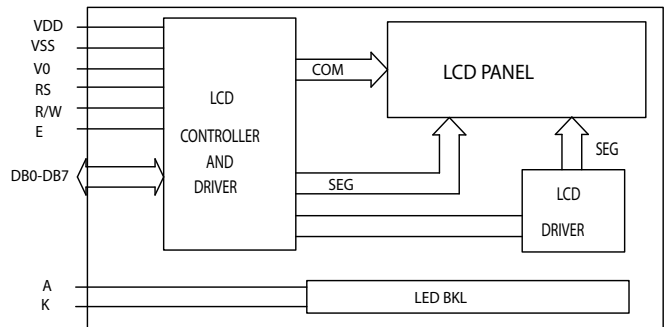 VDD
VSS
V0
RS
R/W
E
DB0-DB7
A
K
LCD
CONTROLLER
AND
DRIVER
COM
SEG
LCD PANEL
SEG
LCD
DRIVER
LED BKL